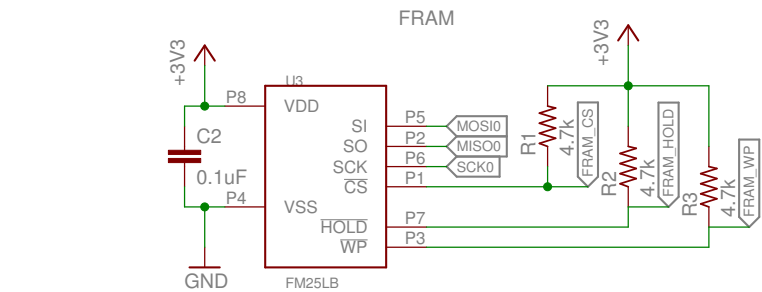 FRAM
+3V3
+3V3
U3
P8
VDD
C2
0.1uF
P4
VSS
GND
SI
P5
MOSI0
SO
P2
MISO0
SCK
P6
SCK0
CS
P1
HOLD
P7
WP
P3
FM25LB
R1
4.7k
FRAM_CS
R2
4.7k
FRAM_HOLD
R3
4.7k
FRAM_WP